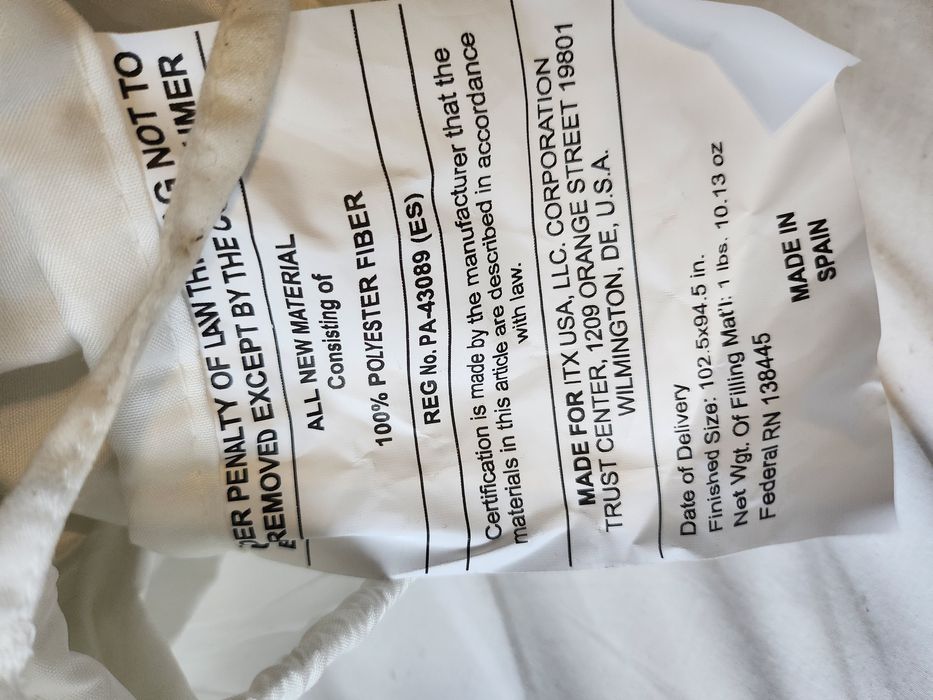 PENALTY OF LAW
G NOT TO
REMOVED EXCEPT BY THE
ALL NEW MATERIAL
Consisting of
100% POLYESTER FIBER
REG No. PA-43089 (ES)
Certification is made by the manufacturer that the
materials in this article are described in accordance
with law.
MADE FOR ITX USA, LLC. CORPORATION
TRUST CENTER, 1209 ORANGE STREET 19801
WILMINGTON, DE, U.S.A.
Date of Delivery
Finished Size: 102.5x94.5 in.
Net Wgt. Of Filling Mat'l: 1 lbs. 10.13 oz
Federal RN 138445
MADE IN
SPAIN